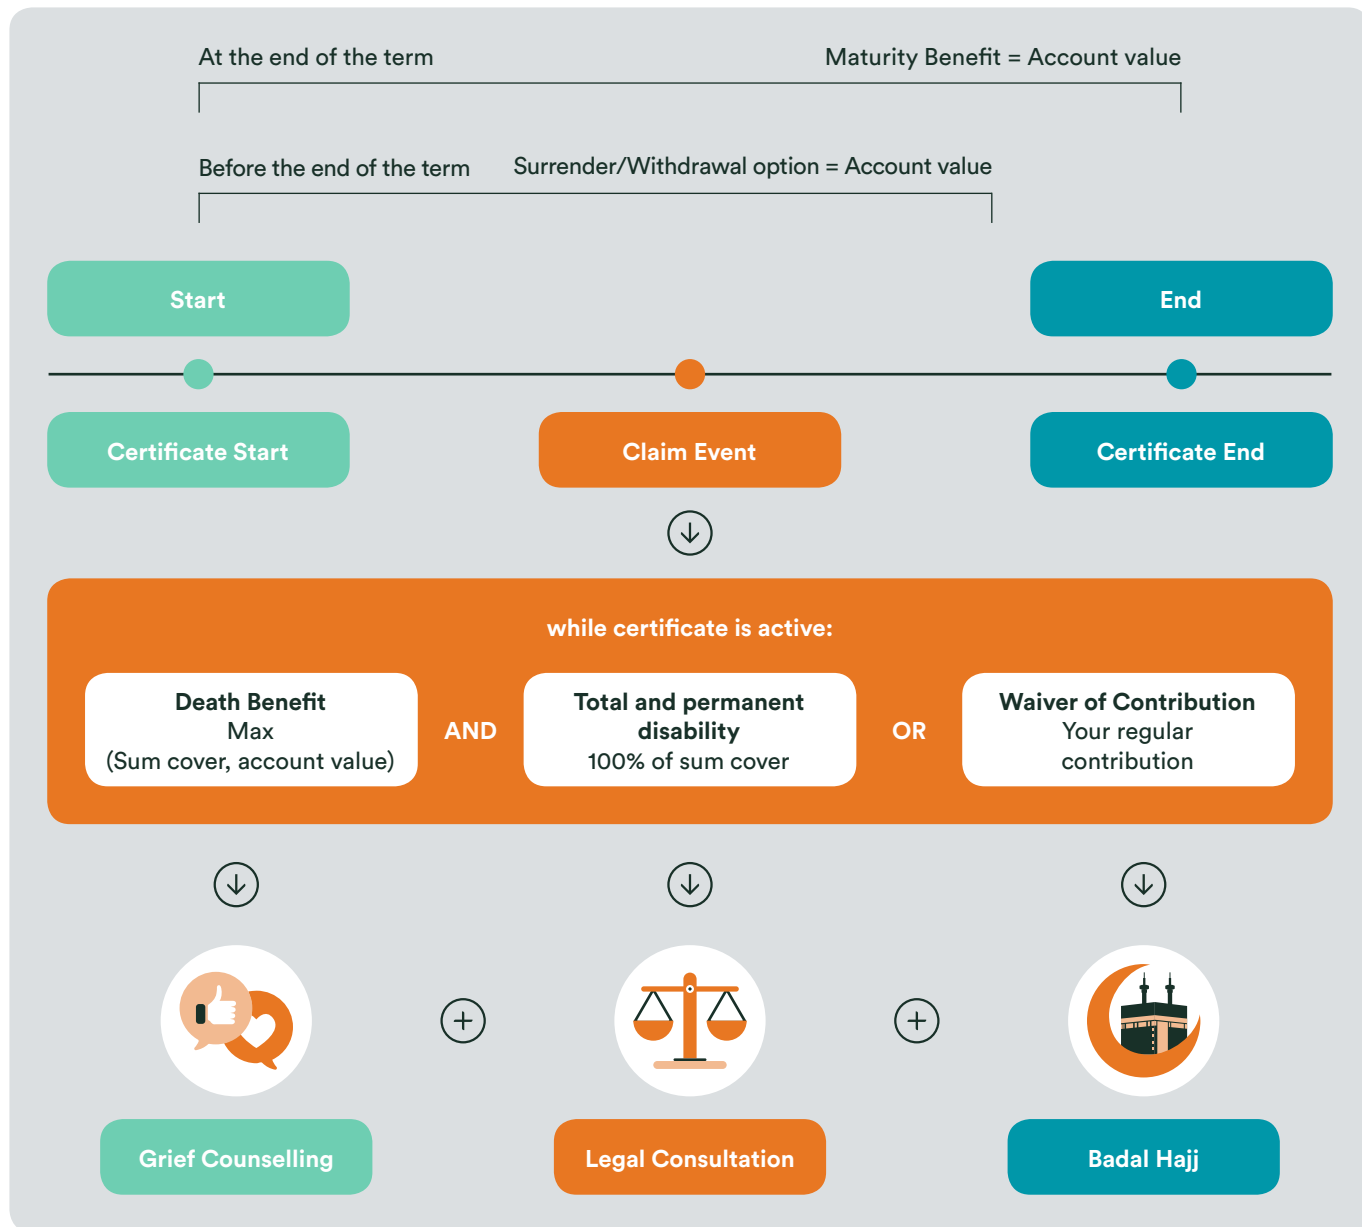 At the end of the term
Maturity Benefit = Account value
Before the end of the term
Surrender/Withdrawal option = Account value
Start
End
Certificate Start
Claim Event
Certificate End
while certificate is active:
Death Benefit
Max
(Sum cover, account value)
AND
Total and permanent
disability
100% of sum cover
OR
Waiver of Contribution
Your regular
contribution
Grief Counselling
Legal Consultation
Badal Hajj